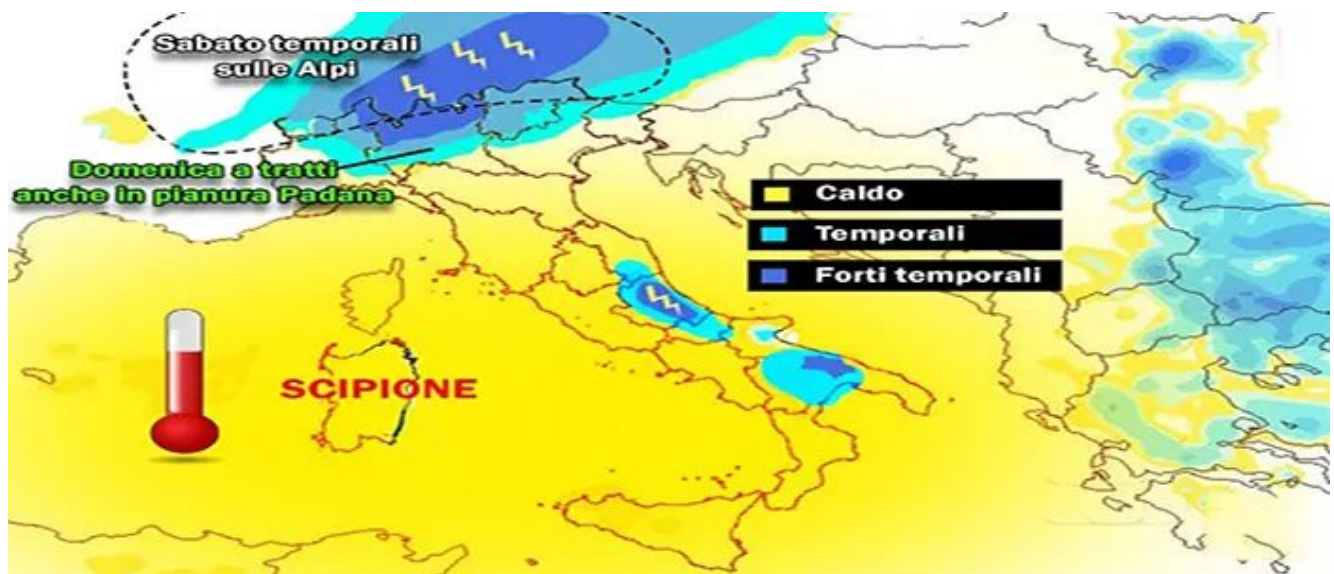 Sabato temporali
sulle Alpi
Domenica a tratti
anche in pianura Padana
Caldo
Temporali
Forti temporali
SCIPIONE